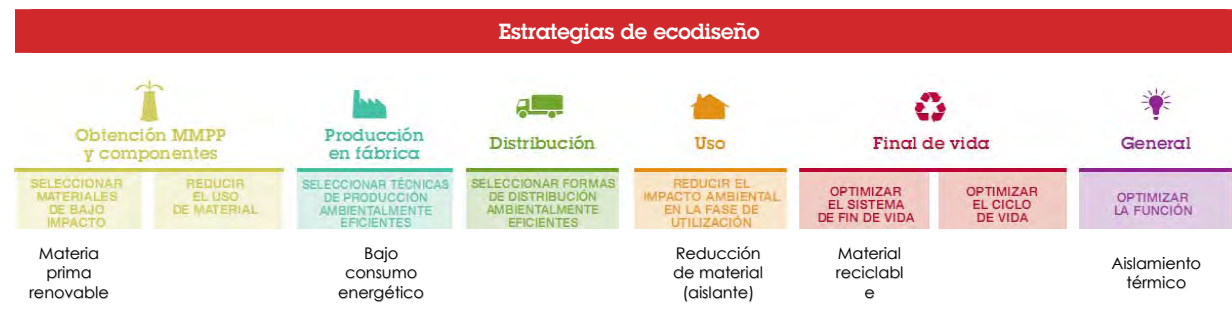 Estrategias de ecodiseño
Obtención MMPP
y componentes
Producción
en fábrica
Distribución
Uso
Final de vida
General
SELECCIONAR
MATERIALES
DE BAJO
IMPACTO
REDUCIR
EL USO
DE MATERIAL
SELECCIONAR TÉCNICAS
DE PRODUCCIÓN
AMBIENTALMENTE
EFICIENTES
SELECCIONAR FORMAS
DE DISTRIBUCIÓN
AMBIENTALMENTE
EFICIENTES
REDUCIR EL
IMPACTO AMBIENTAL
EN LA FASE DE
UTILIZACIÓN
OPTIMIZAR
EL SISTEMA
DE FIN DE VIDA
OPTIMIZAR
EL CICLO
DE VIDA
OPTIMIZAR
LA FUNCIÓN
Materia
prima
renovable
Bajo
consumo
energético
Reducción
de material
(aislante)
Material
reciclabl
e
Aislamiento
térmico